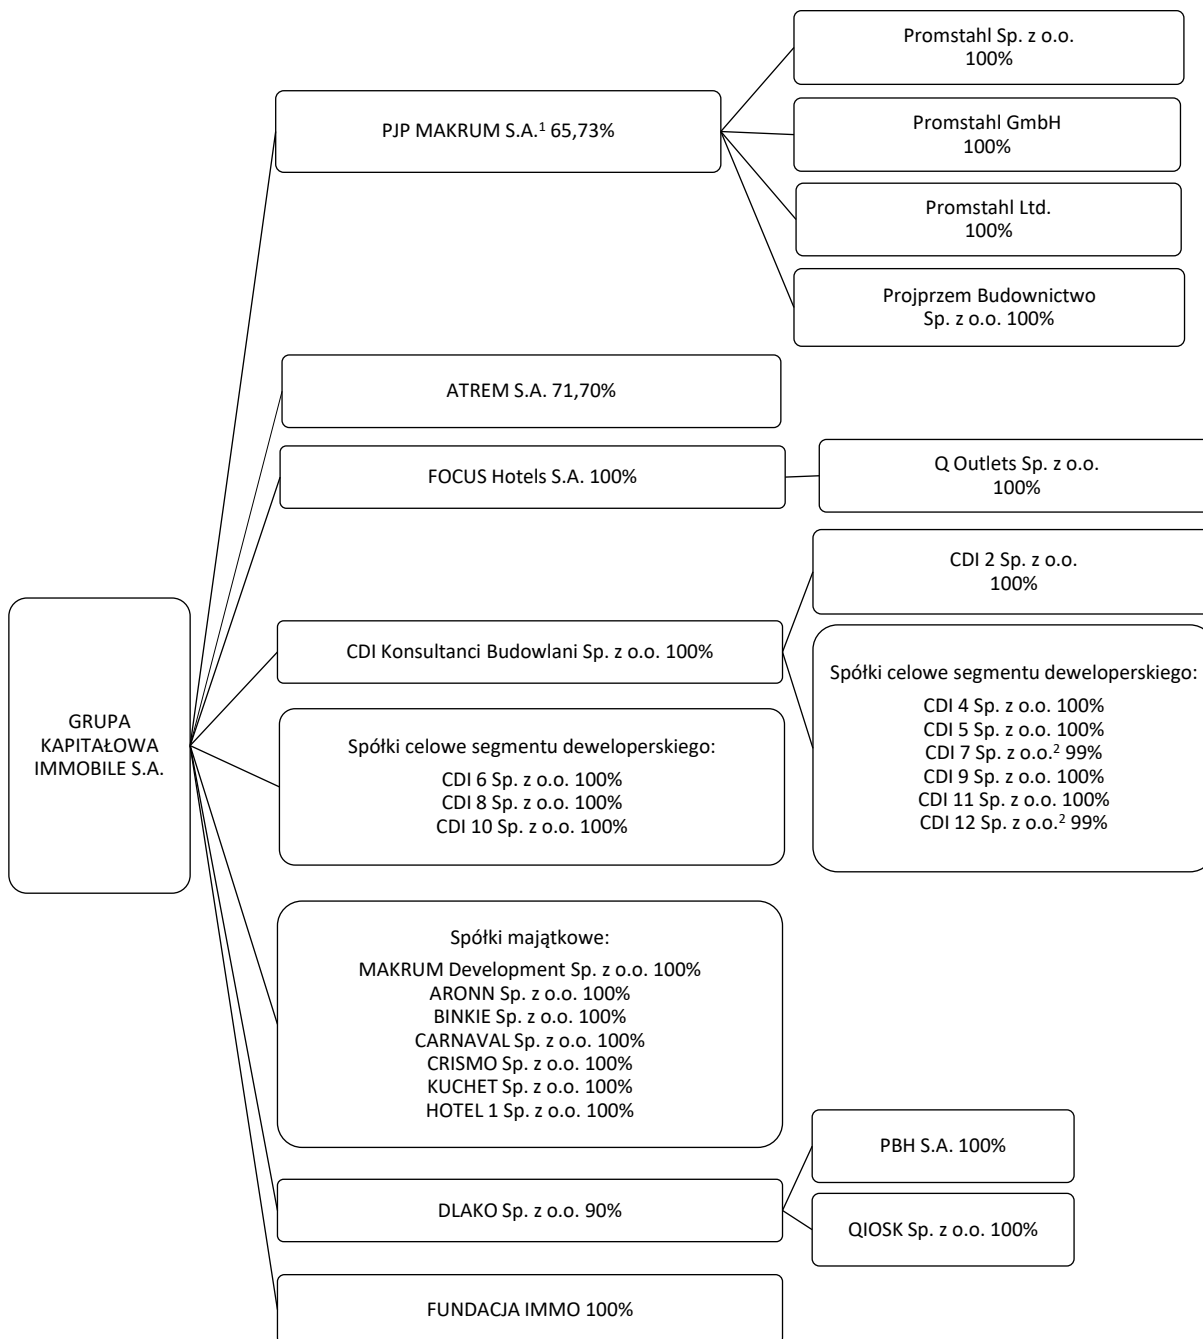 Promstahl Sp. z o.o.
100%
PJP MAKRUM S.A.¹ 65,73%
Promstahl GmbH
100%
Promstahl Ltd.
100%
Projprzem Budownictwo
Sp. z o.o. 100%
ATREM S.A. 71,70%
FOCUS Hotels S.A. 100%
Q Outlets Sp. z o.o.
100%
CDI 2 Sp. z o.o.
100%
CDI Konsultanci Budowlani Sp. z o.o. 100%
Spółki celowe segmentu deweloperskiego:
CDI 4 Sp. z o.o. 100%
CDI 5 Sp. z o.o. 100%
CDI 7 Sp. z o.o.² 99%
CDI 9 Sp. z o.o. 100%
CDI 11 Sp. z o.o. 100%
CDI 12 Sp. z o.o.² 99%
GRUPA
KAPITAŁOWA
IMMOBILE S.A.
Spółki celowe segmentu deweloperskiego:
CDI 6 Sp. z o.o. 100%
CDI 8 Sp. z o.o. 100%
CDI 10 Sp. z o.o. 100%
Spółki majątkowe:
MAKRUM Development Sp. z o.o. 100%
ARONN Sp. z o.o. 100%
BINKIE Sp. z o.o. 100%
CARNAVAL Sp. z o.o. 100%
CRISMO Sp. z o.o. 100%
KUCHET Sp. z o.o. 100%
HOTEL 1 Sp. z o.o. 100%
PBH S.A. 100%
DLAKO Sp. z o.o. 90%
QIOSK Sp. z o.o. 100%
FUNDACJA IMMO 100%